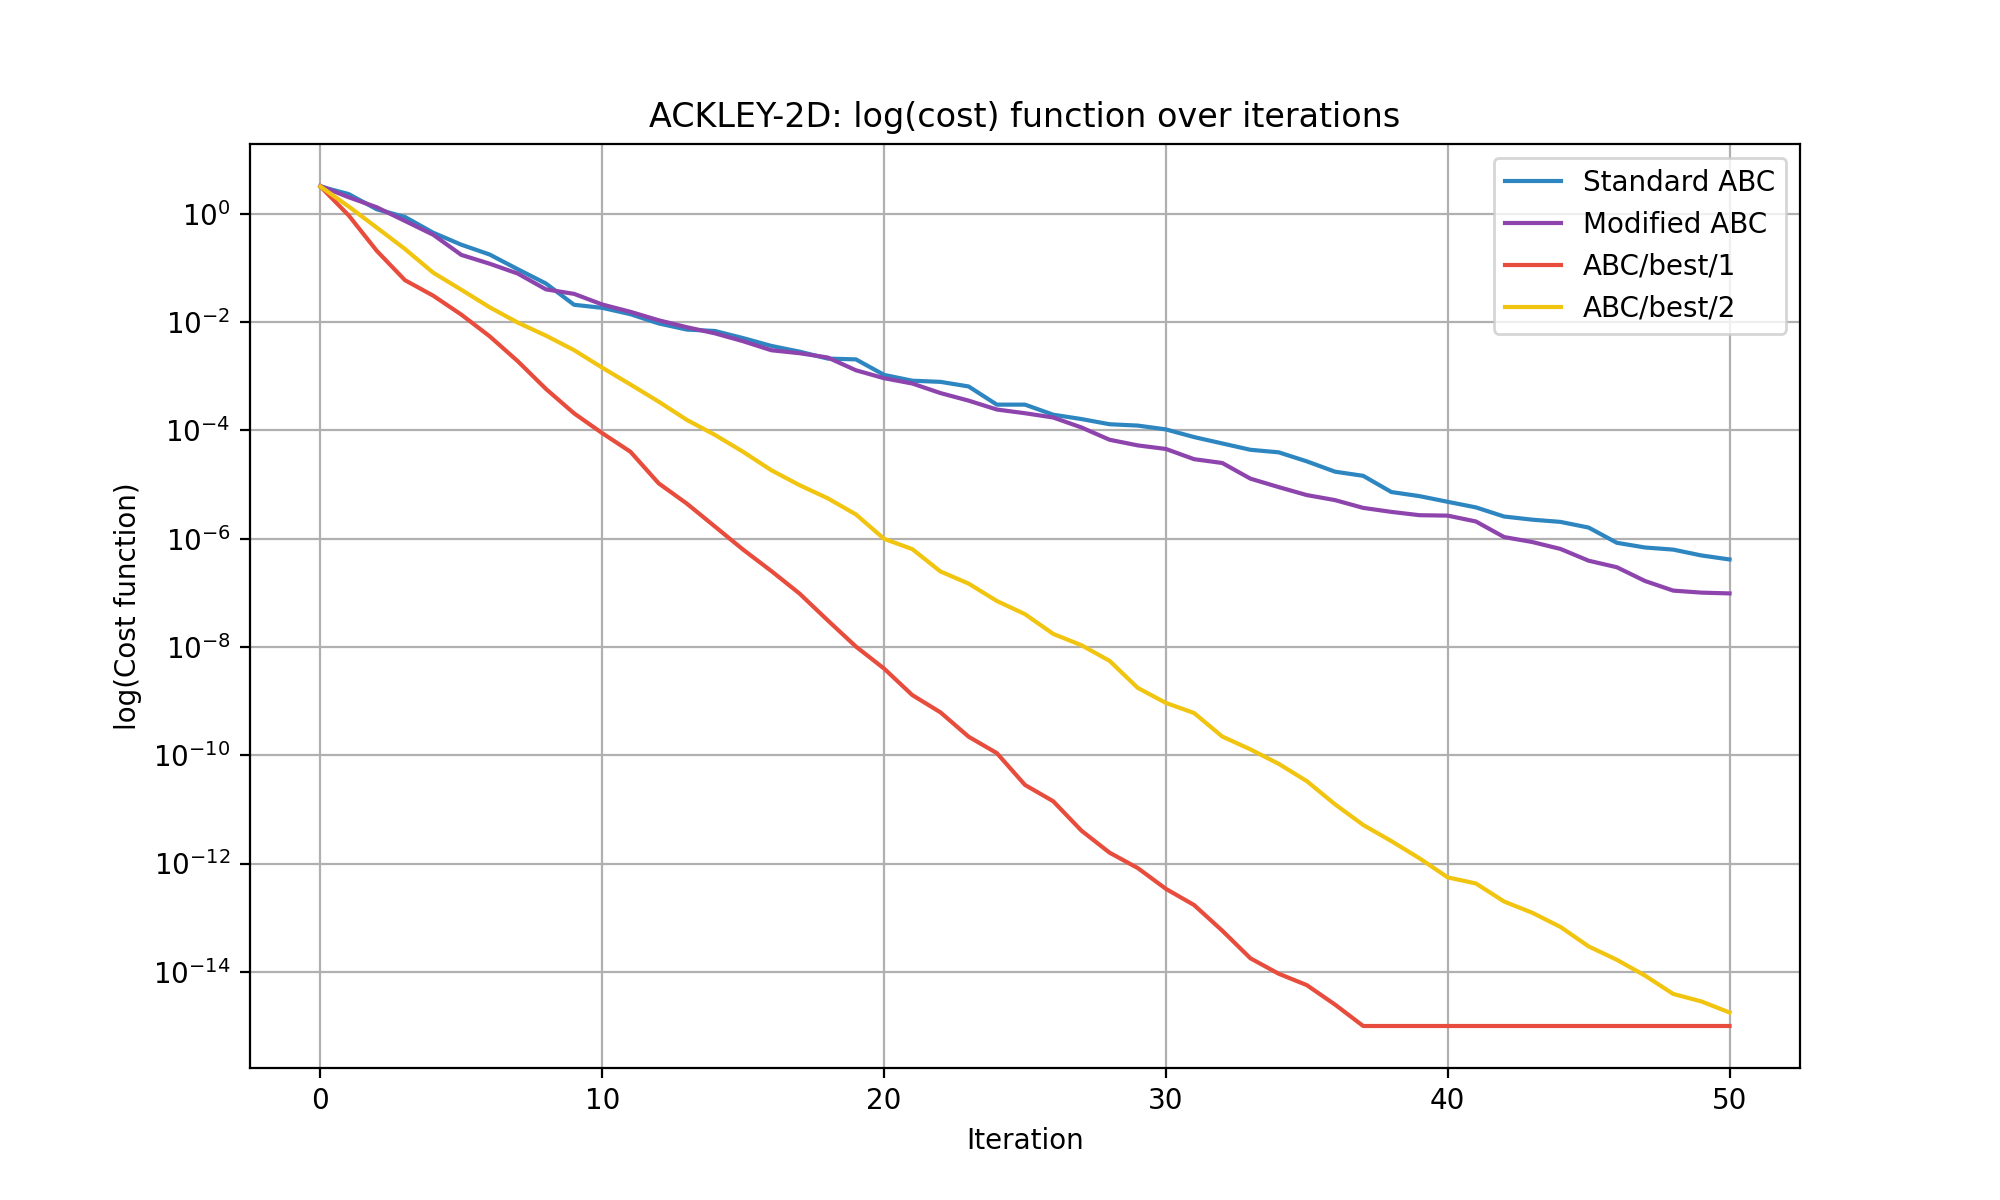 ACKLEY-2D: log(cost) function over iterations
Standard ABC
Modified ABC
ABC/best/1
ABC/best/2
log(Cost function)
10⁰
10⁻²
10⁻⁴
10⁻⁶
10⁻⁸
10⁻¹⁰
10⁻¹²
10⁻¹⁴
0 10 20 30 40 50
Iteration